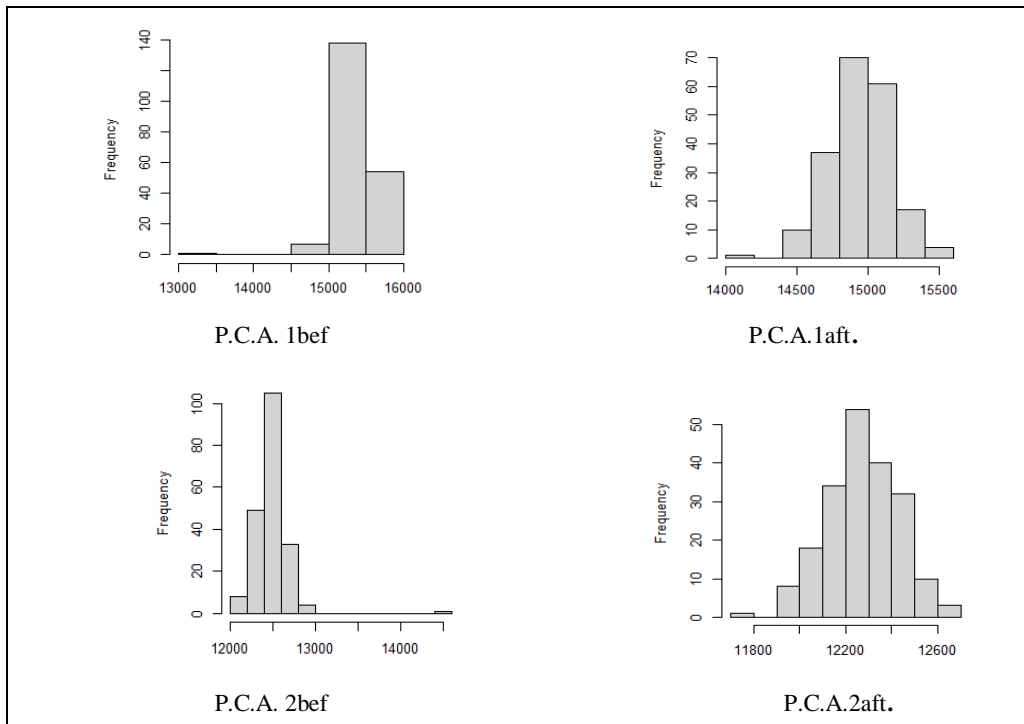 Frequency
0 20 40 60 80 100 140
13000 14000 15000 16000
P.C.A. 1bef
Frequency
0 10 20 30 40 50 60 70
14000 14500 15000 15500
P.C.A.1aft.
Frequency
0 20 40 60 80 100
12000 13000 14000
P.C.A. 2bef
Frequency
0 10 20 30 40 50
11800 12200 12600
P.C.A.2aft.